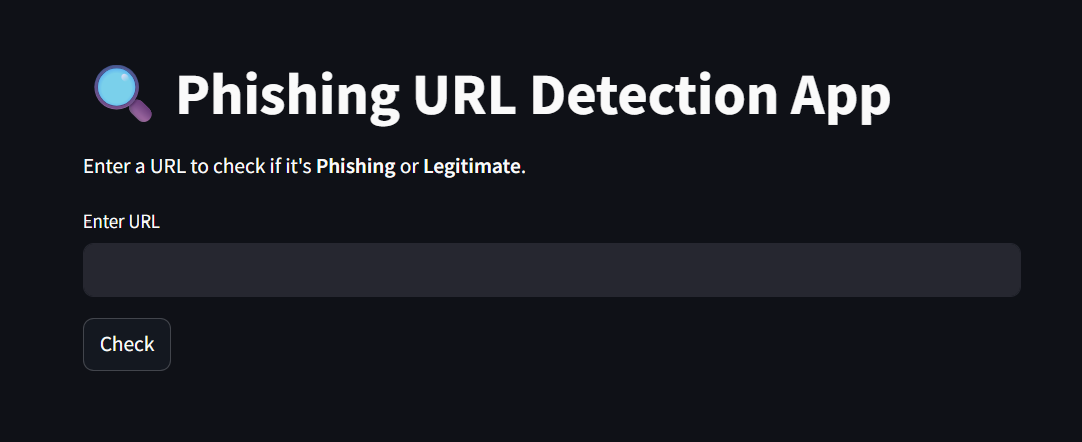 Phishing URL Detection App
Enter a URL to check if it's Phishing or Legitimate.
Enter URL
Check